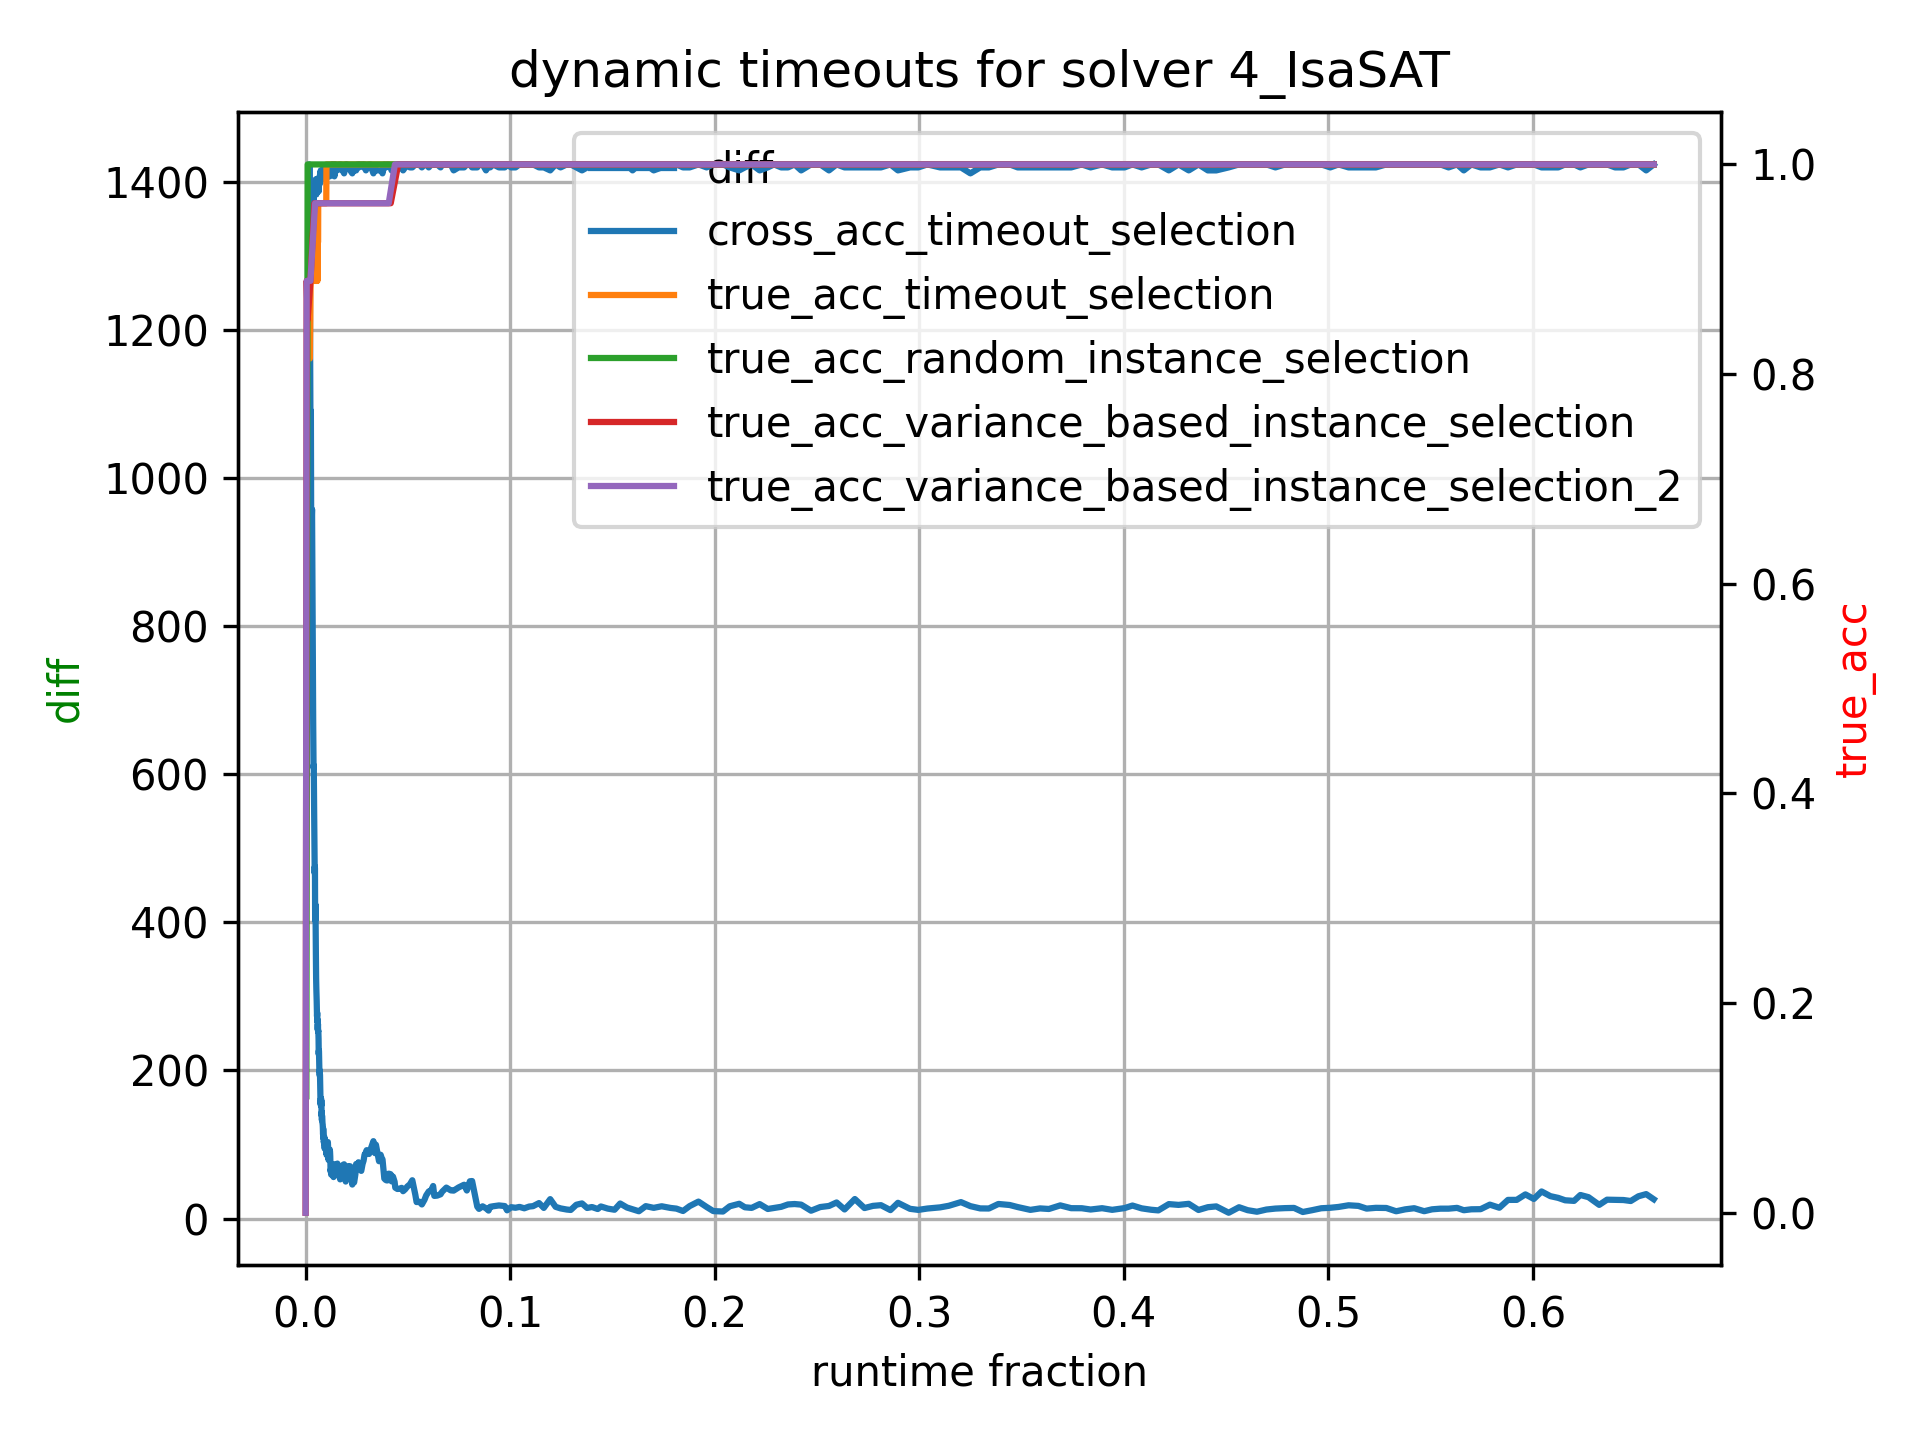 dynamic timeouts for solver 4_IsaSAT
diff
cross_acc_timeout_selection
true_acc_timeout_selection
true_acc_random_instance_selection
true_acc_variance_based_instance_selection
true_acc_variance_based_instance_selection_2
1400
1200
1000
800
600
400
200
0
diff
1.0
0.8
0.6
0.4
0.2
0.0
true_acc
0.0 0.1 0.2 0.3 0.4 0.5 0.6
runtime fraction